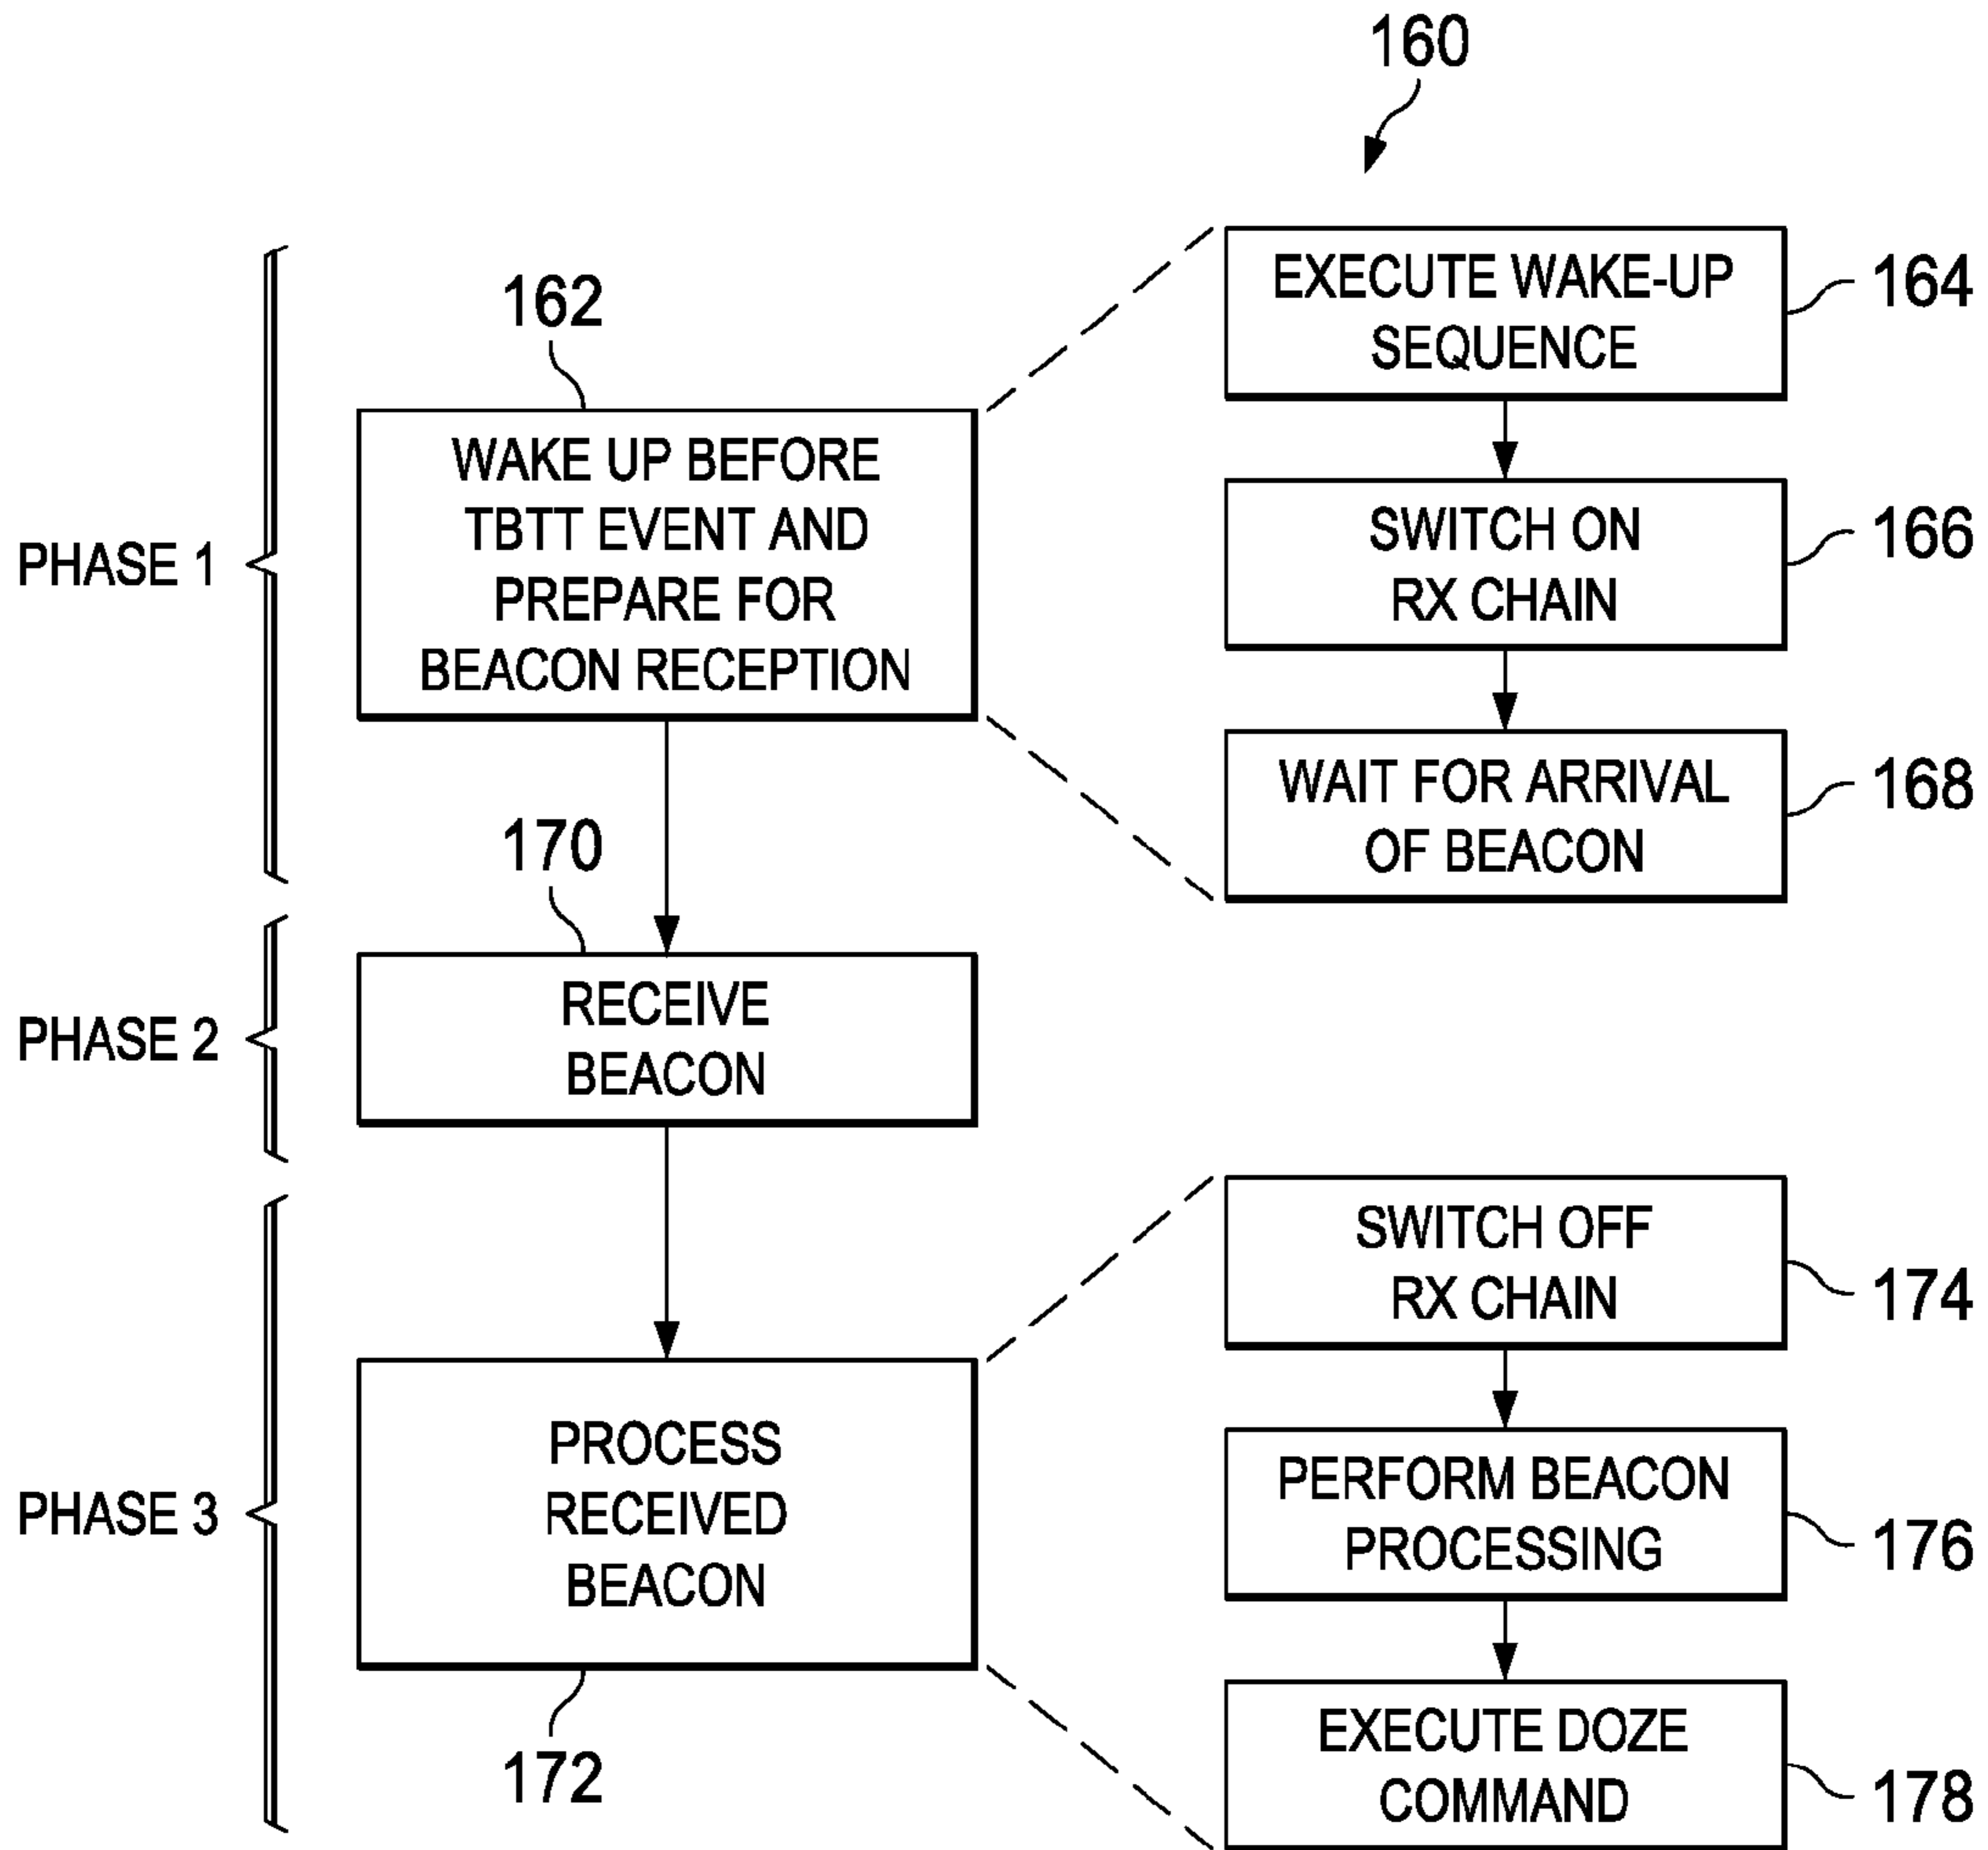 160
PHASE 1
162
WAKE UP BEFORE
TBTT EVENT AND
PREPARE FOR
BEACON RECEPTION
EXECUTE WAKE-UP
SEQUENCE
164
SWITCH ON
RX CHAIN
166
WAIT FOR ARRIVAL
OF BEACON
168
PHASE 2
170
RECEIVE
BEACON
PHASE 3
PROCESS
RECEIVED
BEACON
172
SWITCH OFF
RX CHAIN
174
PERFORM BEACON
PROCESSING
176
EXECUTE DOZE
COMMAND
178